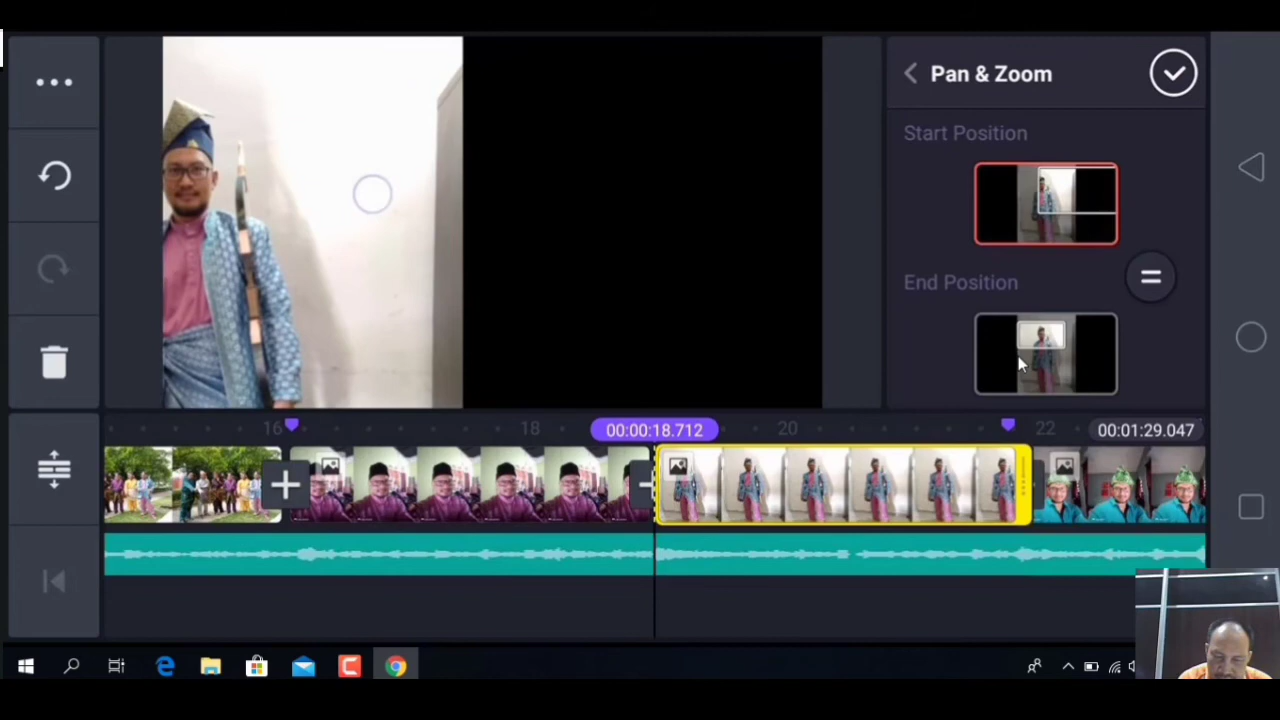 Pan & Zoom
Start Position
End Position
16
18
00:00:18.712
20
22
00:01:29.047